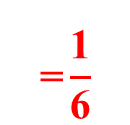 = 1/6